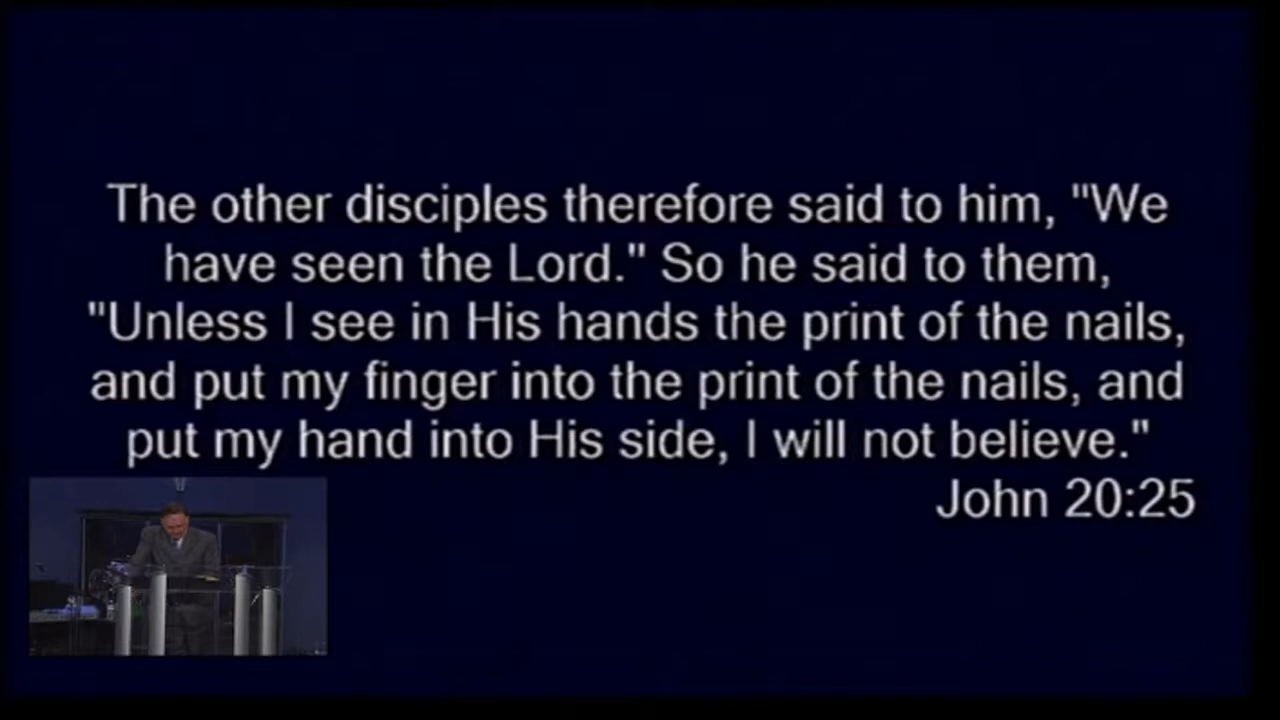 The other disciples therefore said to him, "We
have seen the Lord." So he said to them,
"Unless I see in His hands the print of the nails,
and put my finger into the print of the nails, and
put my hand into His side, I will not believe."
John 20:25